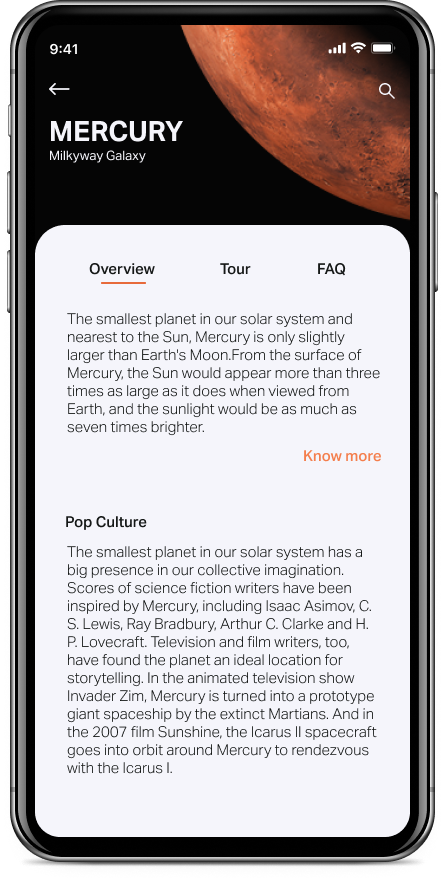 9:41
MERCURY
Milkyway Galaxy
Overview Tour FAQ
The smallest planet in our solar system and
nearest to the Sun, Mercury is only slightly
larger than Earth's Moon.From the surface of
Mercury, the Sun would appear more than three
times as large as it does when viewed from
Earth, and the sunlight would be as much as
seven times brighter.
Know more
Pop Culture
The smallest planet in our solar system has a
big presence in our collective imagination.
Scores of science fiction writers have been
inspired by Mercury, including Isaac Asimov, C.
S. Lewis, Ray Bradbury, Arthur C. Clarke and H.
P. Lovecraft. Television and film writers, too,
have found the planet an ideal location for
storytelling. In the animated television show
Invader Zim, Mercury is turned into a prototype
giant spaceship by the extinct Martians. And in
the 2007 film Sunshine, the Icarus II spacecraft
goes into orbit around Mercury to rendezvous
with the Icarus I.